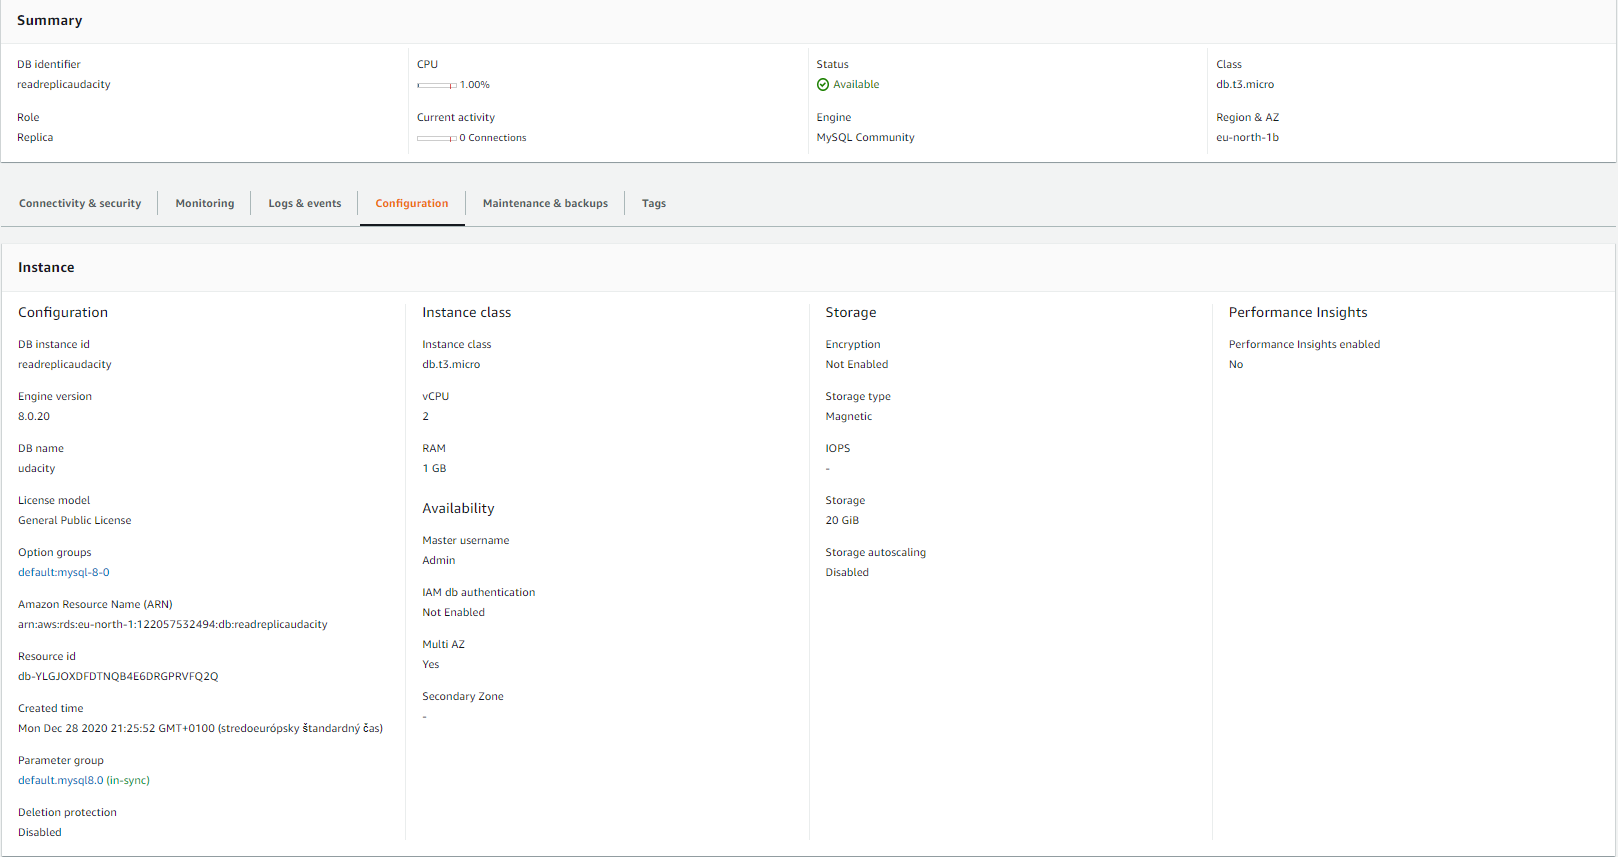 Summary
DB identifier
readreplicaudacity
CPU
1.00%
Status
Available
Class
db.t3.micro
Role
Replica
Current activity
0 Connections
Engine
MySQL Community
Region & AZ
eu-north-1b
Connectivity & security
Monitoring
Logs & events
Configuration
Maintenance & backups
Tags
Instance
Configuration
DB instance id
readreplicaudacity
Engine version
8.0.20
DB name
udacity
License model
General Public License
Option groups
default:mysql-8-0
Amazon Resource Name (ARN)
arn:aws:rds:eu-north-1:122057532494:db:readreplicaudacity
Resource id
db-YLGJOXDFDTNQB4E6DRGPRVFQ2Q
Created time
Mon Dec 28 2020 21:25:52 GMT+0100 (stredoeurópsky štandardný čas)
Parameter group
default.mysql8.0 (in-sync)
Deletion protection
Disabled
Instance class
Instance class
db.t3.micro
vCPU
2
RAM
1 GB
Availability
Master username
Admin
IAM db authentication
Not Enabled
Multi AZ
Yes
Secondary Zone
-
Storage
Encryption
Not Enabled
Storage type
Magnetic
IOPS
-
Storage
20 GiB
Storage autoscaling
Disabled
Performance Insights
Performance Insights enabled
No